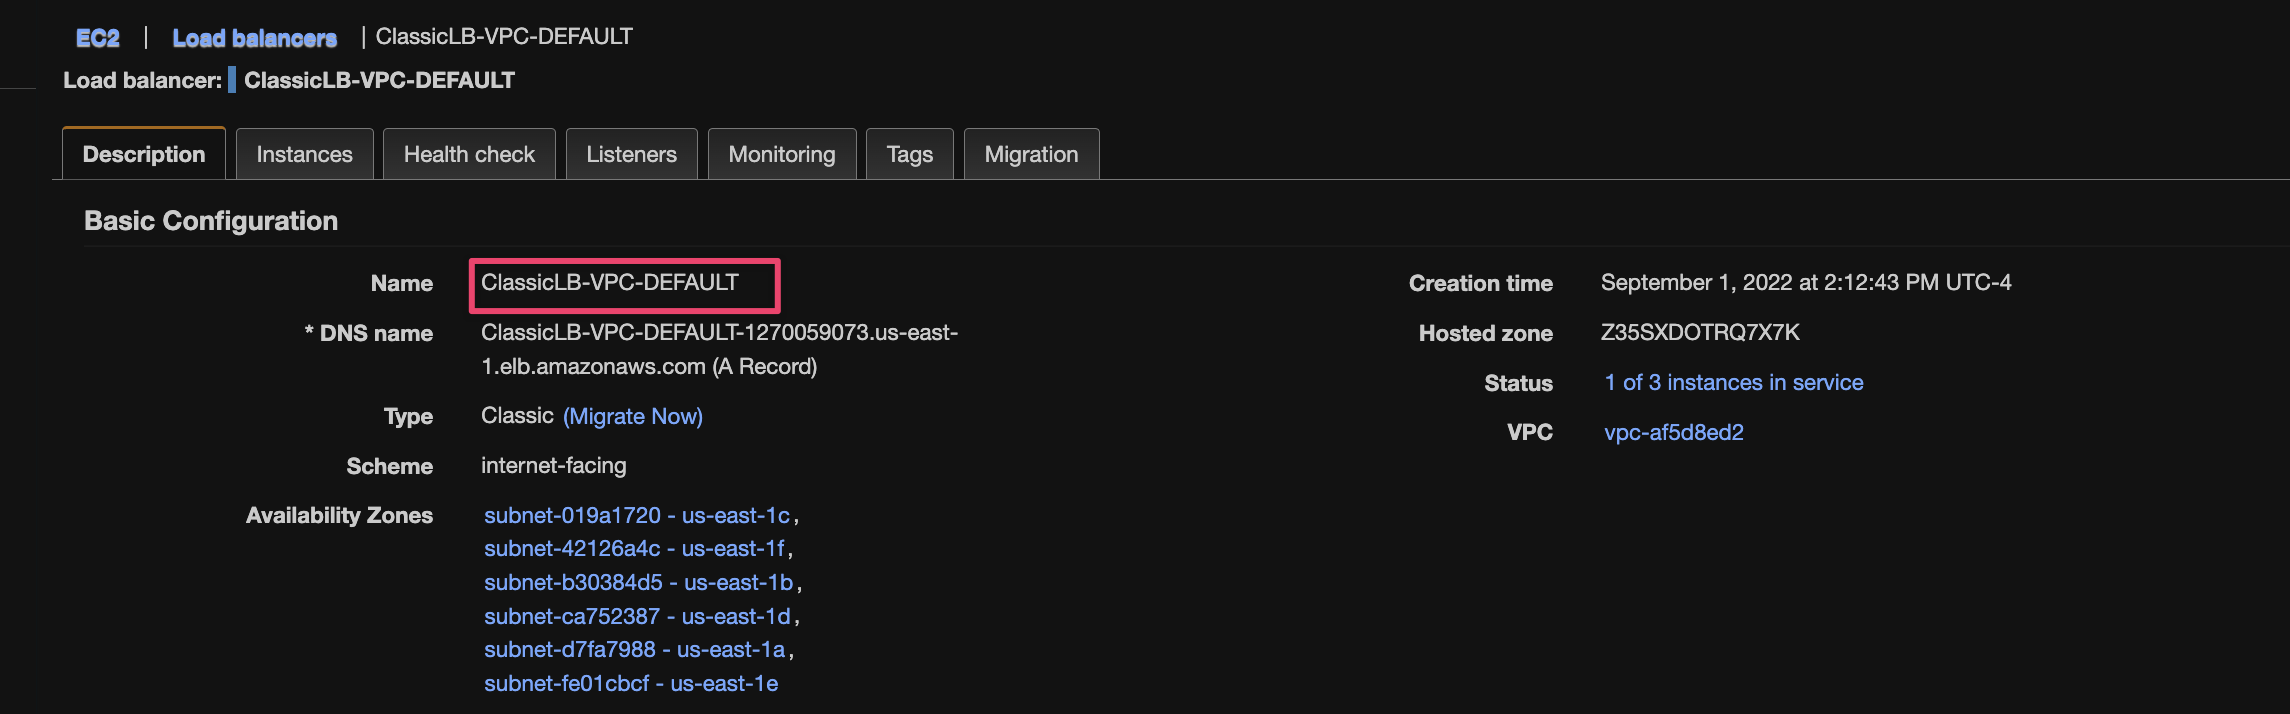 EC2 | Load balancers | ClassicLB-VPC-DEFAULT
Load balancer: ClassicLB-VPC-DEFAULT
Description Instances Health check Listeners Monitoring Tags Migration
Basic Configuration
Name ClassicLB-VPC-DEFAULT
* DNS name ClassicLB-VPC-DEFAULT-1270059073.us-east-
1.elb.amazonaws.com (A Record)
Type Classic (Migrate Now)
Scheme internet-facing
Availability Zones subnet-019a1720 - us-east-1c,
subnet-42126a4c - us-east-1f,
subnet-b30384d5 - us-east-1b,
subnet-ca752387 - us-east-1d,
subnet-d7fa7988 - us-east-1a,
subnet-fe01cbcf - us-east-1e
Creation time September 1, 2022 at 2:12:43 PM UTC-4
Hosted zone Z35SXDOTRQ7X7K
Status 1 of 3 instances in service
VPC vpc-af5d8ed2